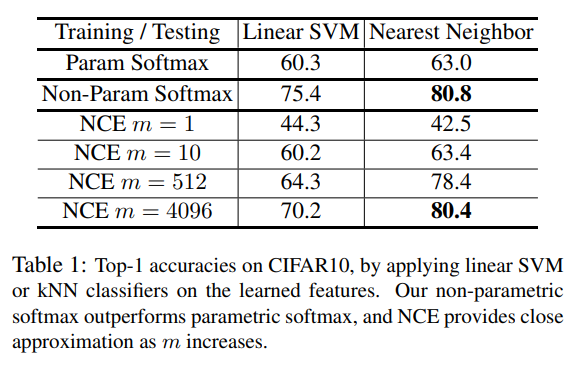 Training / Testing Linear SVM Nearest Neighbor
Param Softmax 60.3 63.0
Non-Param Softmax 75.4 80.8
NCE m = 1 44.3 42.5
NCE m = 10 60.2 63.4
NCE m = 512 64.3 78.4
NCE m = 4096 70.2 80.4
Table 1: Top-1 accuracies on CIFAR10, by applying linear SVM
or kNN classifiers on the learned features. Our non-parametric
softmax outperforms parametric softmax, and NCE provides close
approximation as m increases.